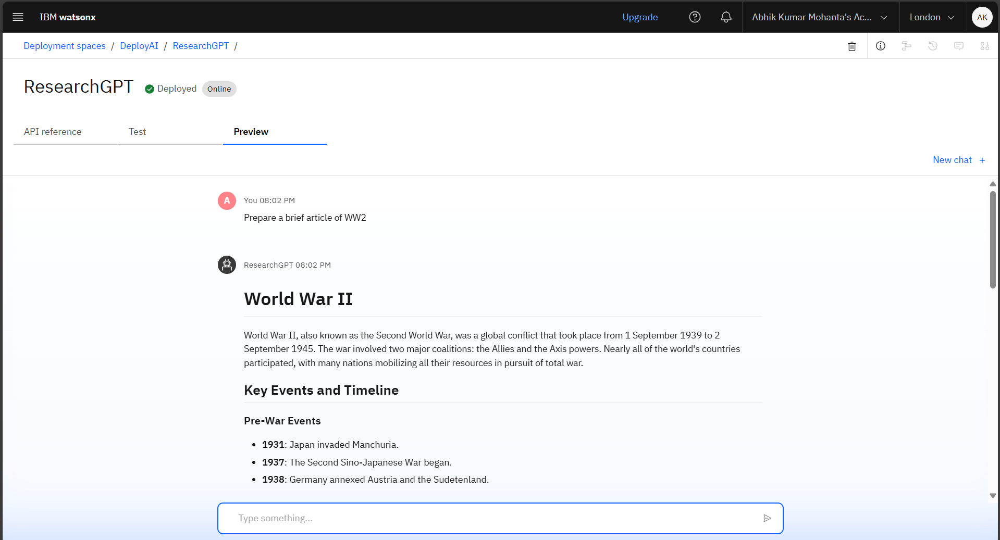 IBM watsonx
Upgrade
Abhik Kumar Mohanta's Ac...
London
AK
Deployment spaces / DeployAI / ResearchGPT /
ResearchGPT
Deployed
Online
API reference
Test
Preview
New chat +
A
You 08:02 PM
Prepare a brief article of WW2
ResearchGPT 08:02 PM
World War II
World War II, also known as the Second World War, was a global conflict that took place from 1 September 1939 to 2
September 1945. The war involved two major coalitions: the Allies and the Axis powers. Nearly all of the world's countries
participated, with many nations mobilizing all their resources in pursuit of total war.
Key Events and Timeline
Pre-War Events
• 1931: Japan invaded Manchuria.
• 1937: The Second Sino-Japanese War began.
• 1938: Germany annexed Austria and the Sudetenland.
Type something...